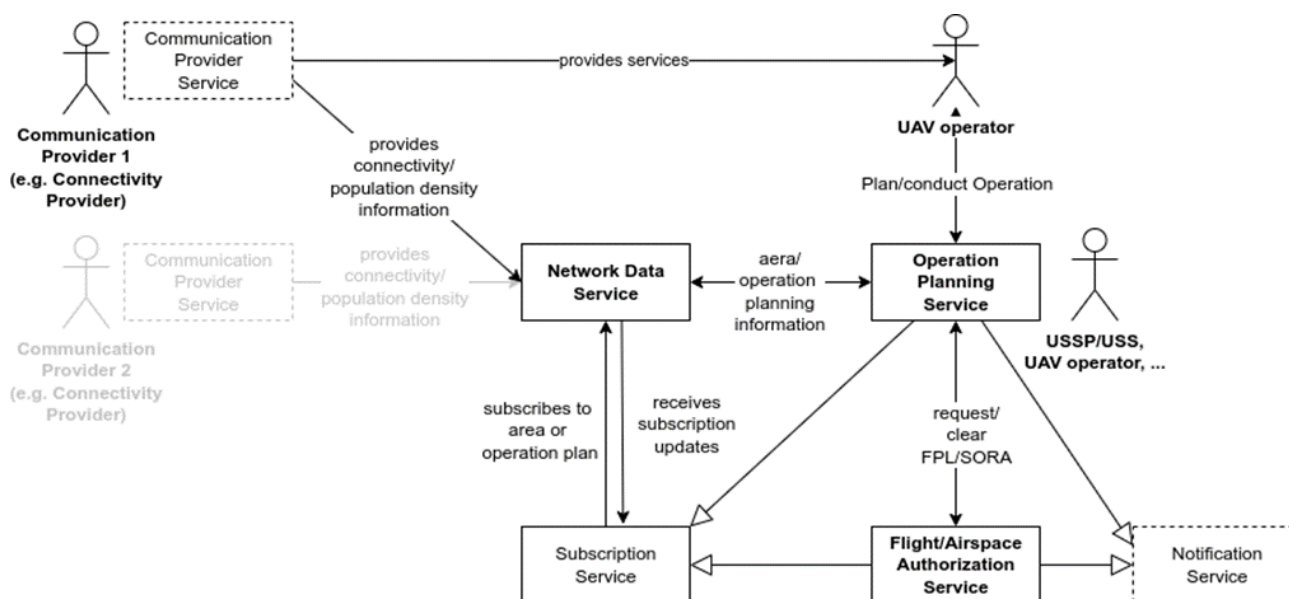 Communication
Provider
Service
provides services
Communication
Provider 1
(e.g. Connectivity
Provider)
UAV operator
provides
connectivity/
population density
information
Plan/conduct Operation
Communication
Provider
Service
provides
connectivity/
population density
information
Communication
Provider 2
(e.g. Connectivity
Provider)
Network Data
Service
aera/
operation
planning
information
Operation
Planning
Service
USSP/USS,
UAV operator, ...
subscribes to
area or
operation plan
receives
subscription
updates
request/
clear
FPL/SORA
Subscription
Service
Flight/Airspace
Authorization
Service
Notification
Service